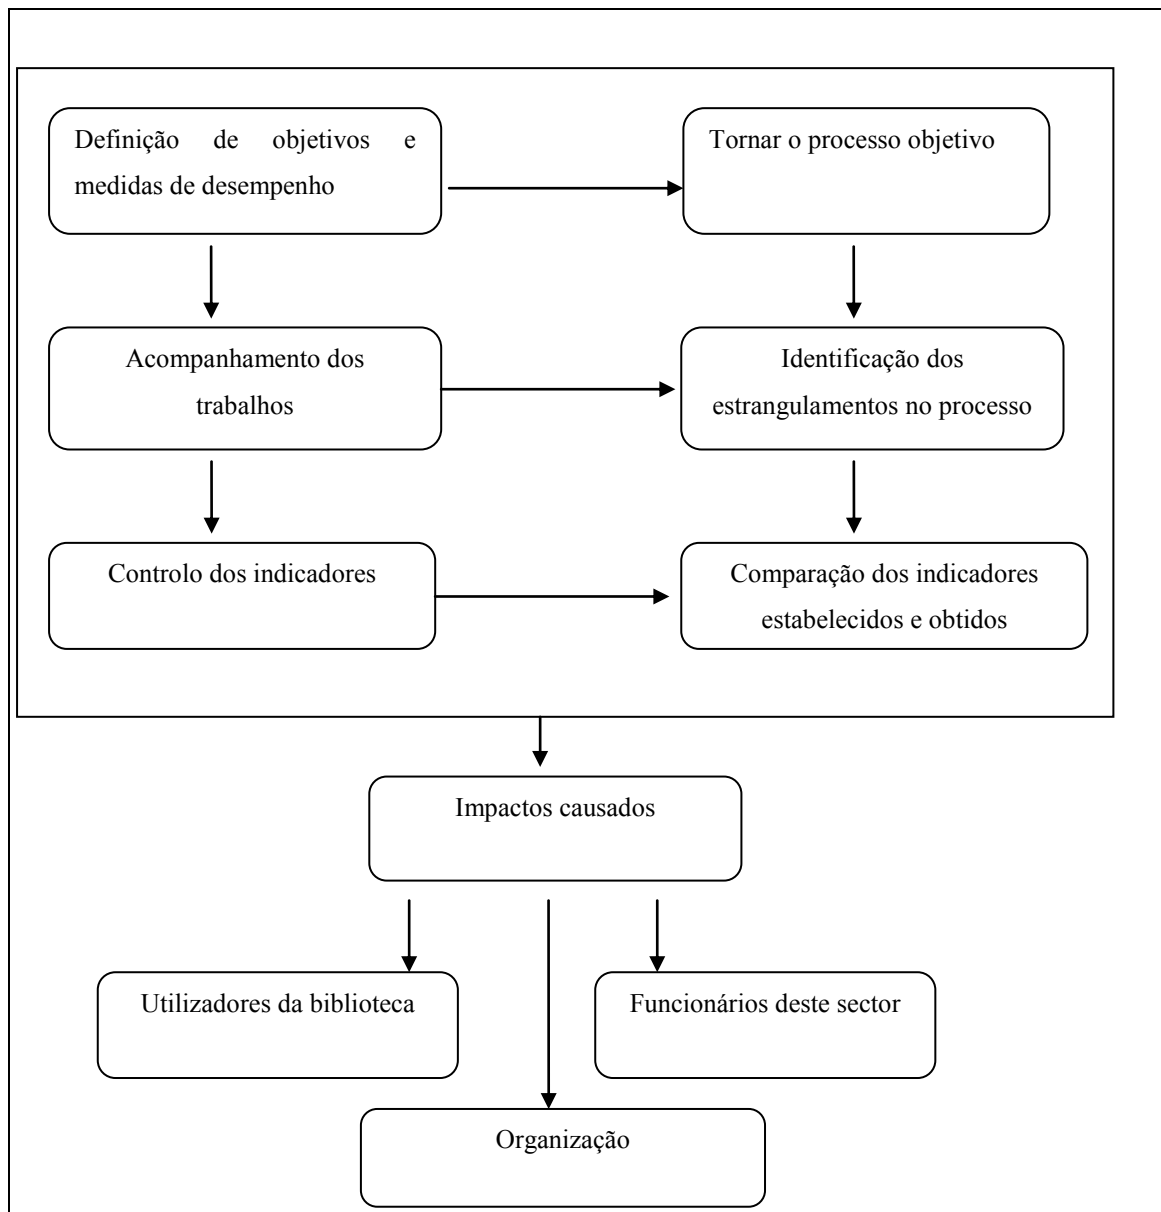 Definição de objetivos e
medidas de desempenho
Tornar o processo objetivo
Acompanhamento dos
trabalhos
Identificação dos
estrangulamentos no processo
Controlo dos indicadores
Comparação dos indicadores
estabelecidos e obtidos
Impactos causados
Utilizadores da biblioteca
Funcionários deste sector
Organização